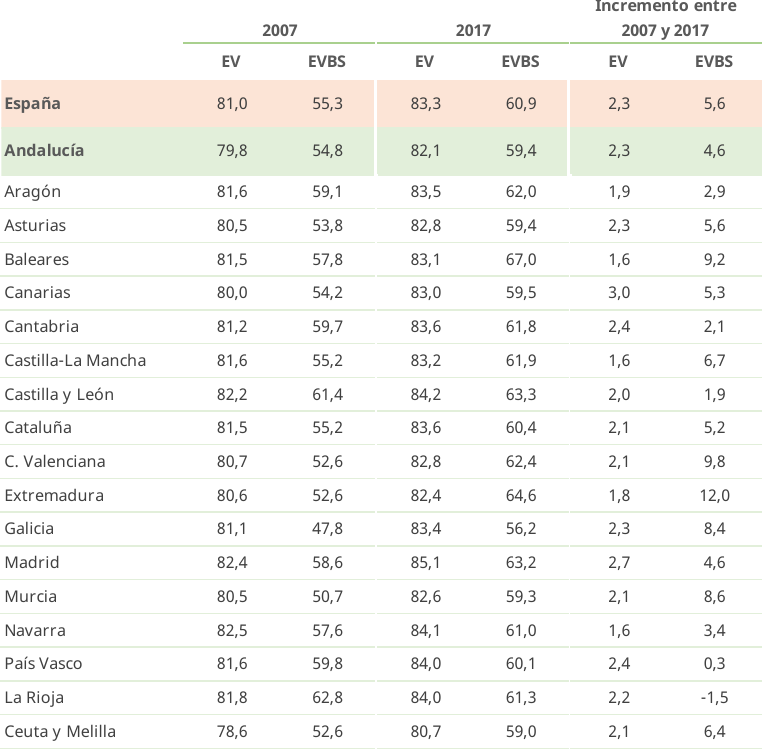 Incremento entre
2007 2017 2007 y 2017
EV EVBS EV EVBS EV EVBS
España 81,0 55,3 83,3 60,9 2,3 5,6
Andalucía 79,8 54,8 82,1 59,4 2,3 4,6
Aragón 81,6 59,1 83,5 62,0 1,9 2,9
Asturias 80,5 53,8 82,8 59,4 2,3 5,6
Baleares 81,5 57,8 83,1 67,0 1,6 9,2
Canarias 80,0 54,2 83,0 59,5 3,0 5,3
Cantabria 81,2 59,7 83,6 61,8 2,4 2,1
Castilla-La Mancha 81,6 55,2 83,2 61,9 1,6 6,7
Castilla y León 82,2 61,4 84,2 63,3 2,0 1,9
Cataluña 81,5 55,2 83,6 60,4 2,1 5,2
C. Valenciana 80,7 52,6 82,8 62,4 2,1 9,8
Extremadura 80,6 52,6 82,4 64,6 1,8 12,0
Galicia 81,1 47,8 83,4 56,2 2,3 8,4
Madrid 82,4 58,6 85,1 63,2 2,7 4,6
Murcia 80,5 50,7 82,6 59,3 2,1 8,6
Navarra 82,5 57,6 84,1 61,0 1,6 3,4
País Vasco 81,6 59,8 84,0 60,1 2,4 0,3
La Rioja 81,8 62,8 84,0 61,3 2,2 -1,5
Ceuta y Melilla 78,6 52,6 80,7 59,0 2,1 6,4